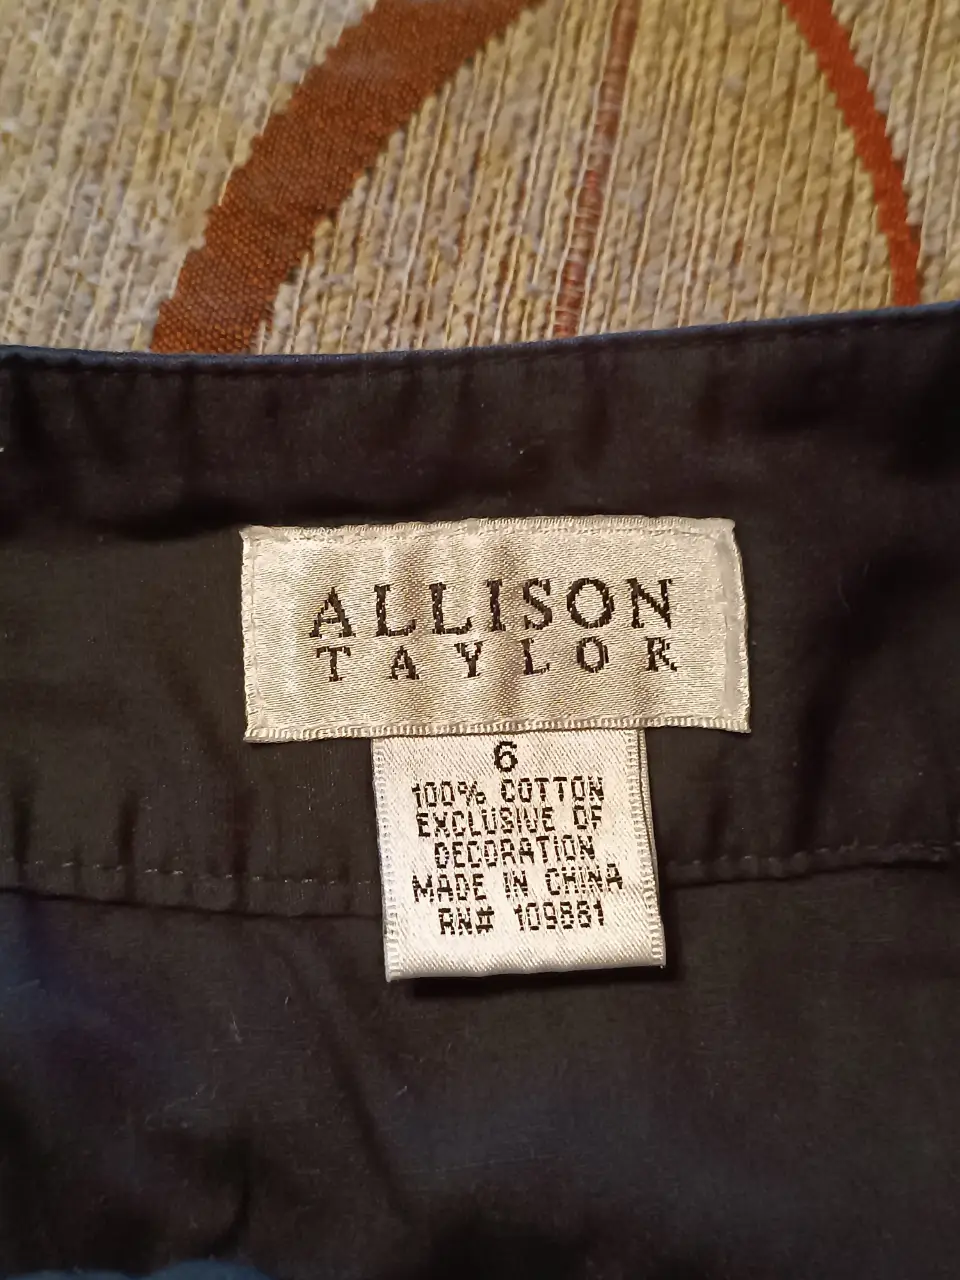 ALLISON
TAYLOR
6
100% COTTON
EXCLUSIVE OF
DECORATION
MADE IN CHINA
RN# 109881